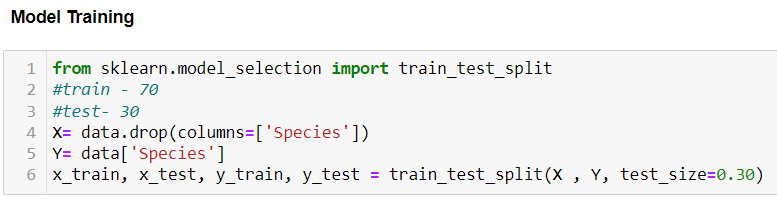 Model Training
1 from sklearn.model_selection import train_test_split
2 #train - 70
3 #test- 30
4 X= data.drop(columns=['Species'])
5 Y= data['Species']
6 x_train, x_test, y_train, y_test = train_test_split(X , Y, test_size=0.30)